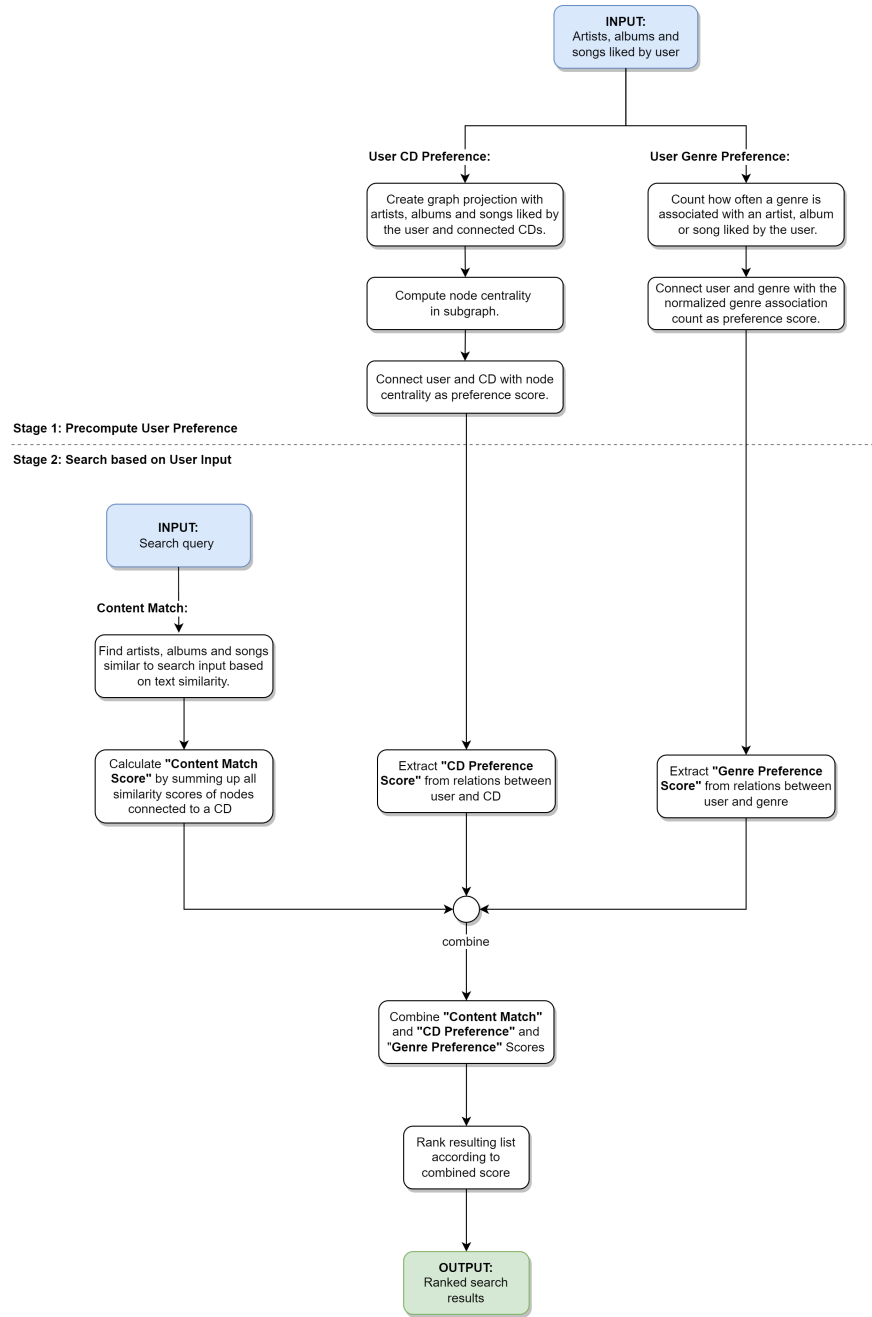 INPUT:
Artists, albums and
songs liked by user
User CD Preference:
User Genre Preference:
Create graph projection with
artists, albums and songs liked by
the user and connected CDs.
Count how often a genre is
associated with an artist, album
or song liked by the user.
Compute node centrality
in subgraph.
Connect user and genre with the
normalized genre association
count as preference score.
Connect user and CD with node
centrality as preference score.
Stage 1: Precompute User Preference
Stage 2: Search based on User Input
INPUT:
Search query
Content Match:
Find artists, albums and songs
similar to search input based
on text similarity.
Calculate "Content Match
Score" by summing up all
similarity scores of nodes
connected to a CD
Extract "CD Preference
Score" from relations between
user and CD
Extract "Genre Preference
Score" from relations between
user and genre
combine
Combine "Content Match"
and "CD Preference" and
"Genre Preference" Scores
Rank resulting list
according to
combined score
OUTPUT:
Ranked search
results